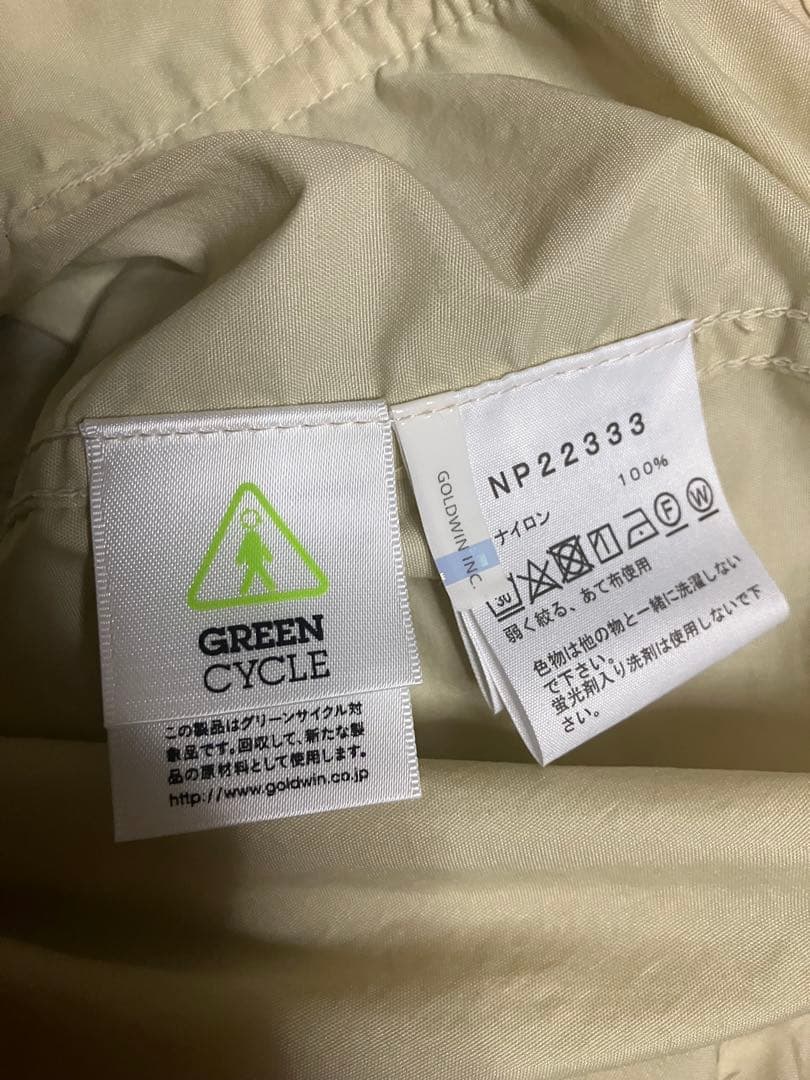 GREEN
CYCLE
この製品はグリーンサイクル対
象品です。回収して、新たな製
品の原材料として使用します。
http://www.goldwin.co.jp
GOLDWIN INC.
NP22333
ナイロン 100%
30 F W
弱く絞る、あて布使用
色物は他の物と一緒に洗濯しない
で下さい。
蛍光剤入り洗剤は使用しないで下
さい。